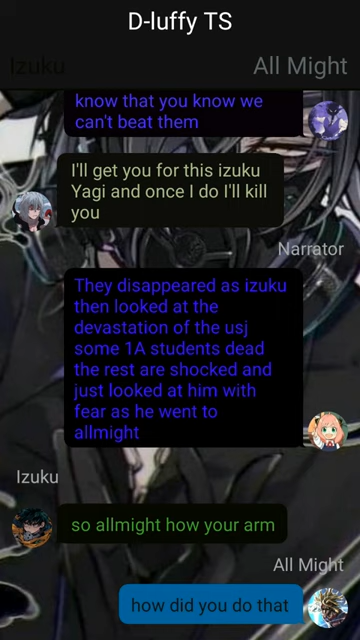 D-luffy TS
Izuku
All Might
know that you know we
can't beat them
I'll get you for this izuku
Yagi and once I do I'll kill
you
Narrator
They disappeared as izuku
then looked at the
devastation of the usj
some 1A students dead
the rest are shocked and
just looked at him with
fear as he went to
allmight
Izuku
so allmight how your arm
All Might
how did you do that